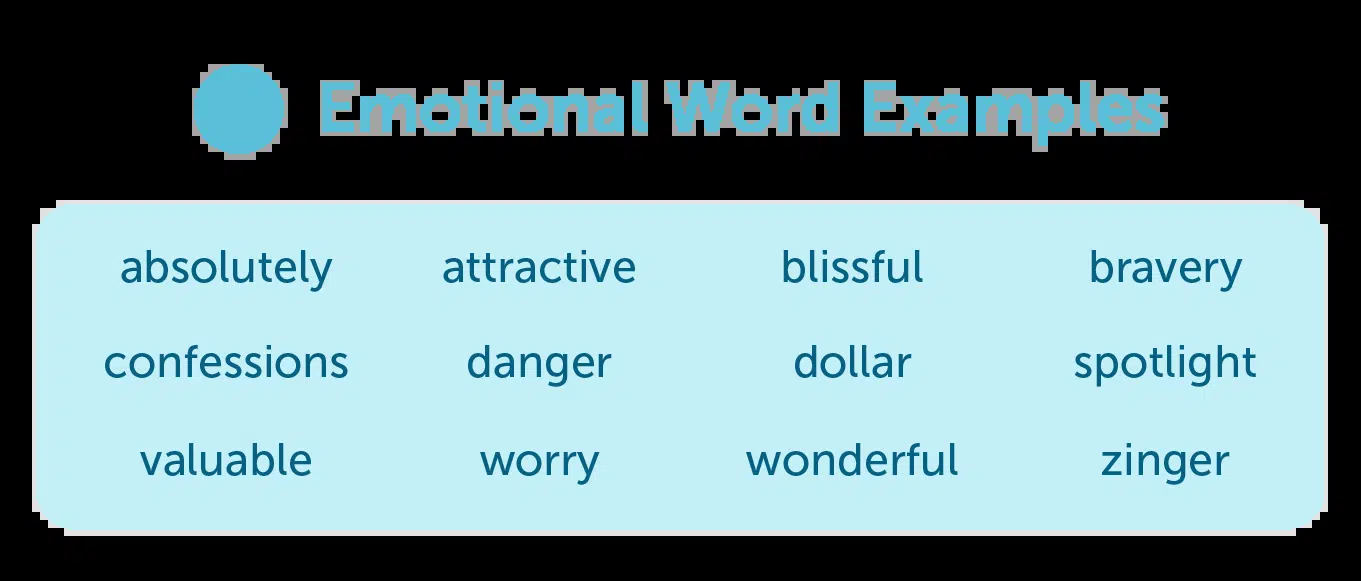 Emotional Word Examples
absolutely attractive blissful bravery
confessions danger dollar spotlight
valuable worry wonderful zinger